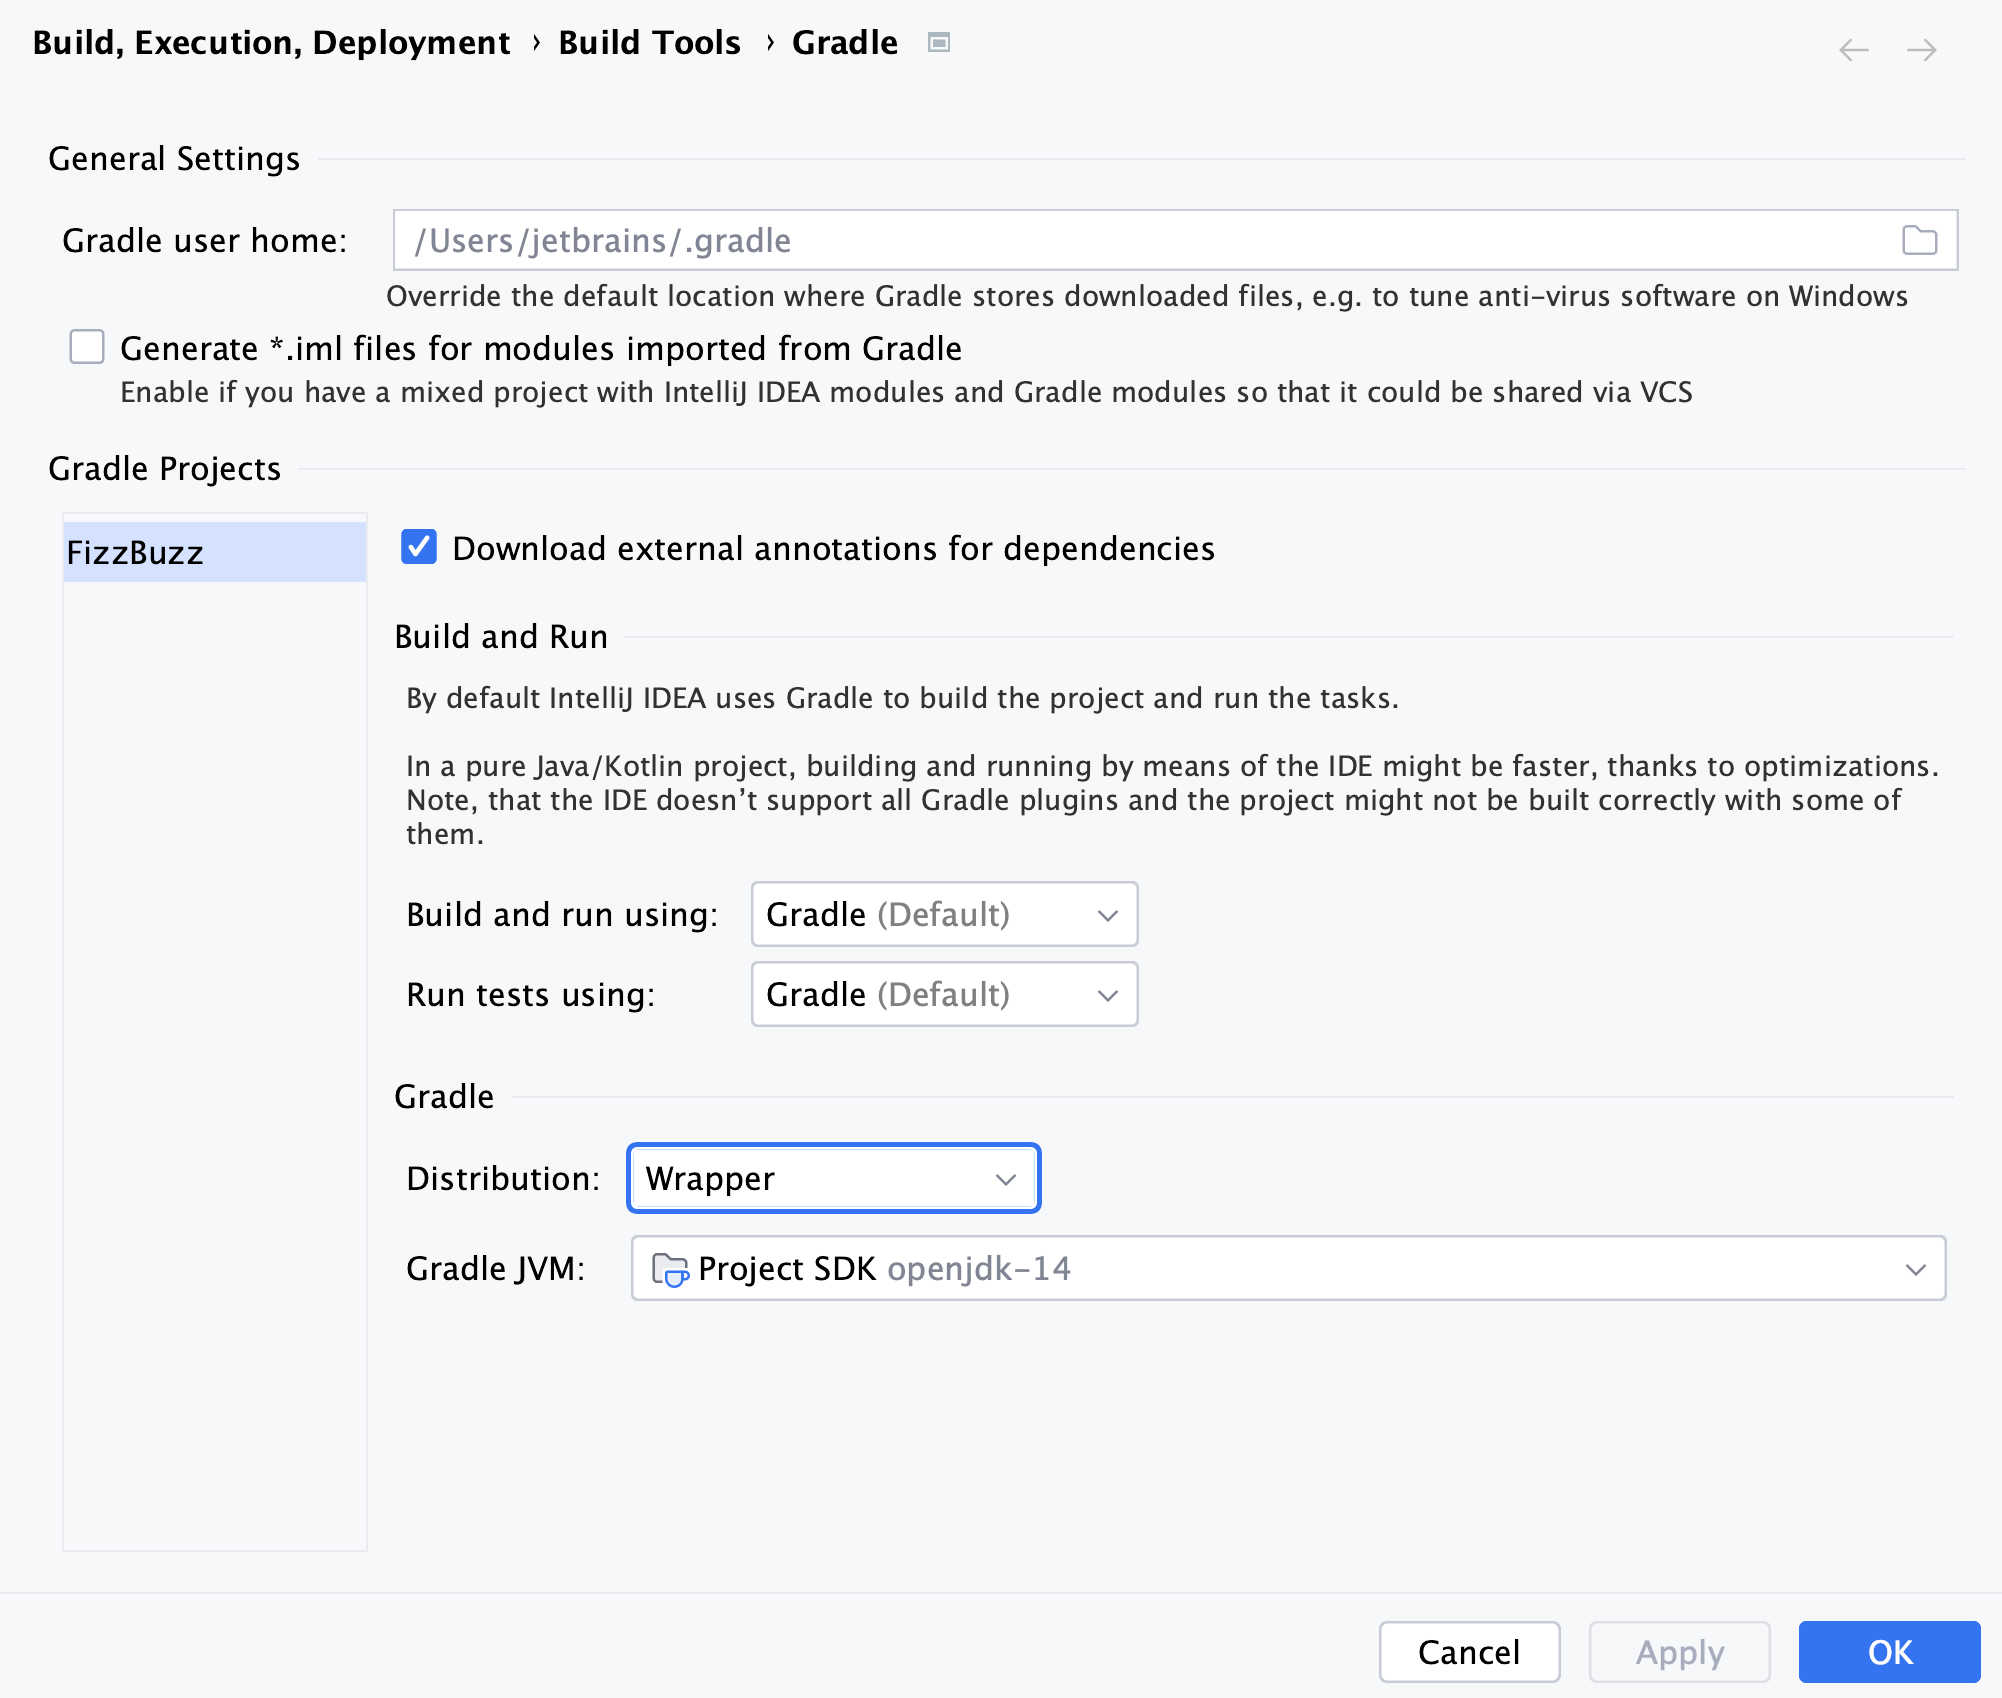 Build, Execution, Deployment › Build Tools › Gradle
General Settings
Gradle user home: /Users/jetbrains/.gradle
Override the default location where Gradle stores downloaded files, e.g. to tune anti-virus software on Windows
Generate *.iml files for modules imported from Gradle
Enable if you have a mixed project with IntelliJ IDEA modules and Gradle modules so that it could be shared via VCS
Gradle Projects
FizzBuzz
Download external annotations for dependencies
Build and Run
By default IntelliJ IDEA uses Gradle to build the project and run the tasks.
In a pure Java/Kotlin project, building and running by means of the IDE might be faster, thanks to optimizations.
Note, that the IDE doesn’t support all Gradle plugins and the project might not be built correctly with some of
them.
Build and run using: Gradle (Default)
Run tests using: Gradle (Default)
Gradle
Distribution: Wrapper
Gradle JVM: Project SDK openjdk-14
Cancel Apply OK